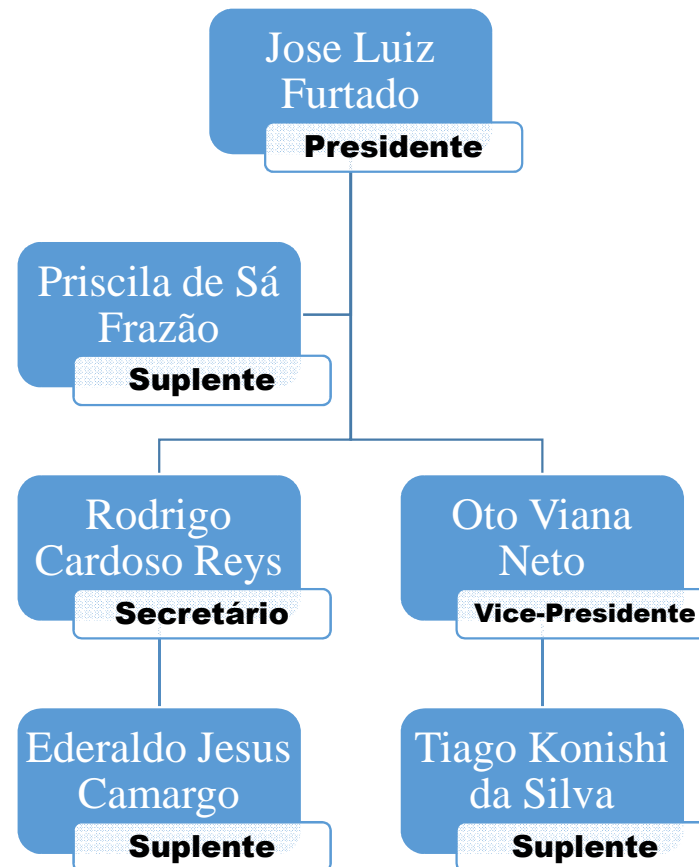 Jose Luiz
Furtado
Presidente
Priscila de Sá
Frazão
Suplente
Rodrigo
Cardoso Reys
Secretário
Oto Viana
Neto
Vice-Presidente
Ederaldo Jesus
Camargo
Suplente
Tiago Konishi
da Silva
Suplente